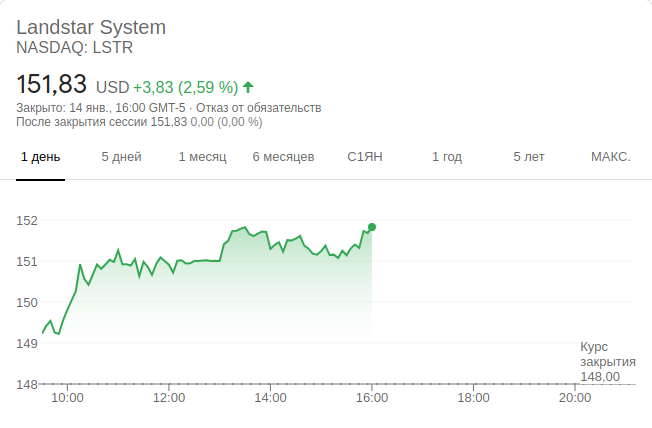 Landstar System
NASDAQ: LSTR
151,83 USD +3,83 (2,59 %)
Закрыто: 14 янв., 16:00 GMT-5 · Отказ от обязательств
После закрытия сессии 151,83 0,00 (0,00 %)
1 день 5 дней 1 месяц 6 месяцев С1ЯН 1 год 5 лет МАКС.
152
151
150
149
Курс
закрытия
148,00
148
10:00 12:00 14:00 16:00 18:00 20:00